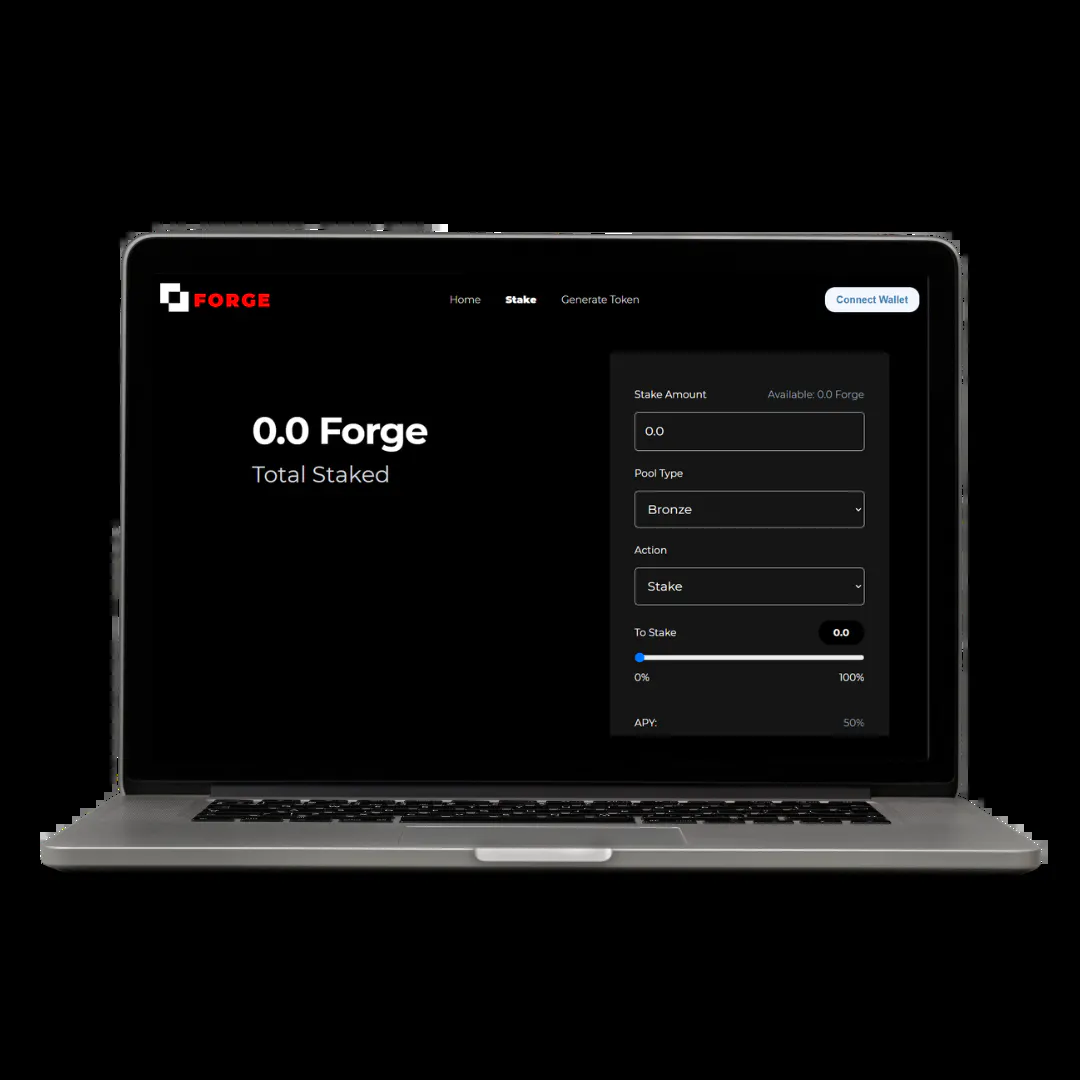 FORGE
Home Stake Generate Token
Connect Wallet
0.0 Forge
Total Staked
Stake Amount Available: 0.0 Forge
0.0
Pool Type
Bronze
Action
Stake
To Stake 0.0
0% 100%
APY: 50%